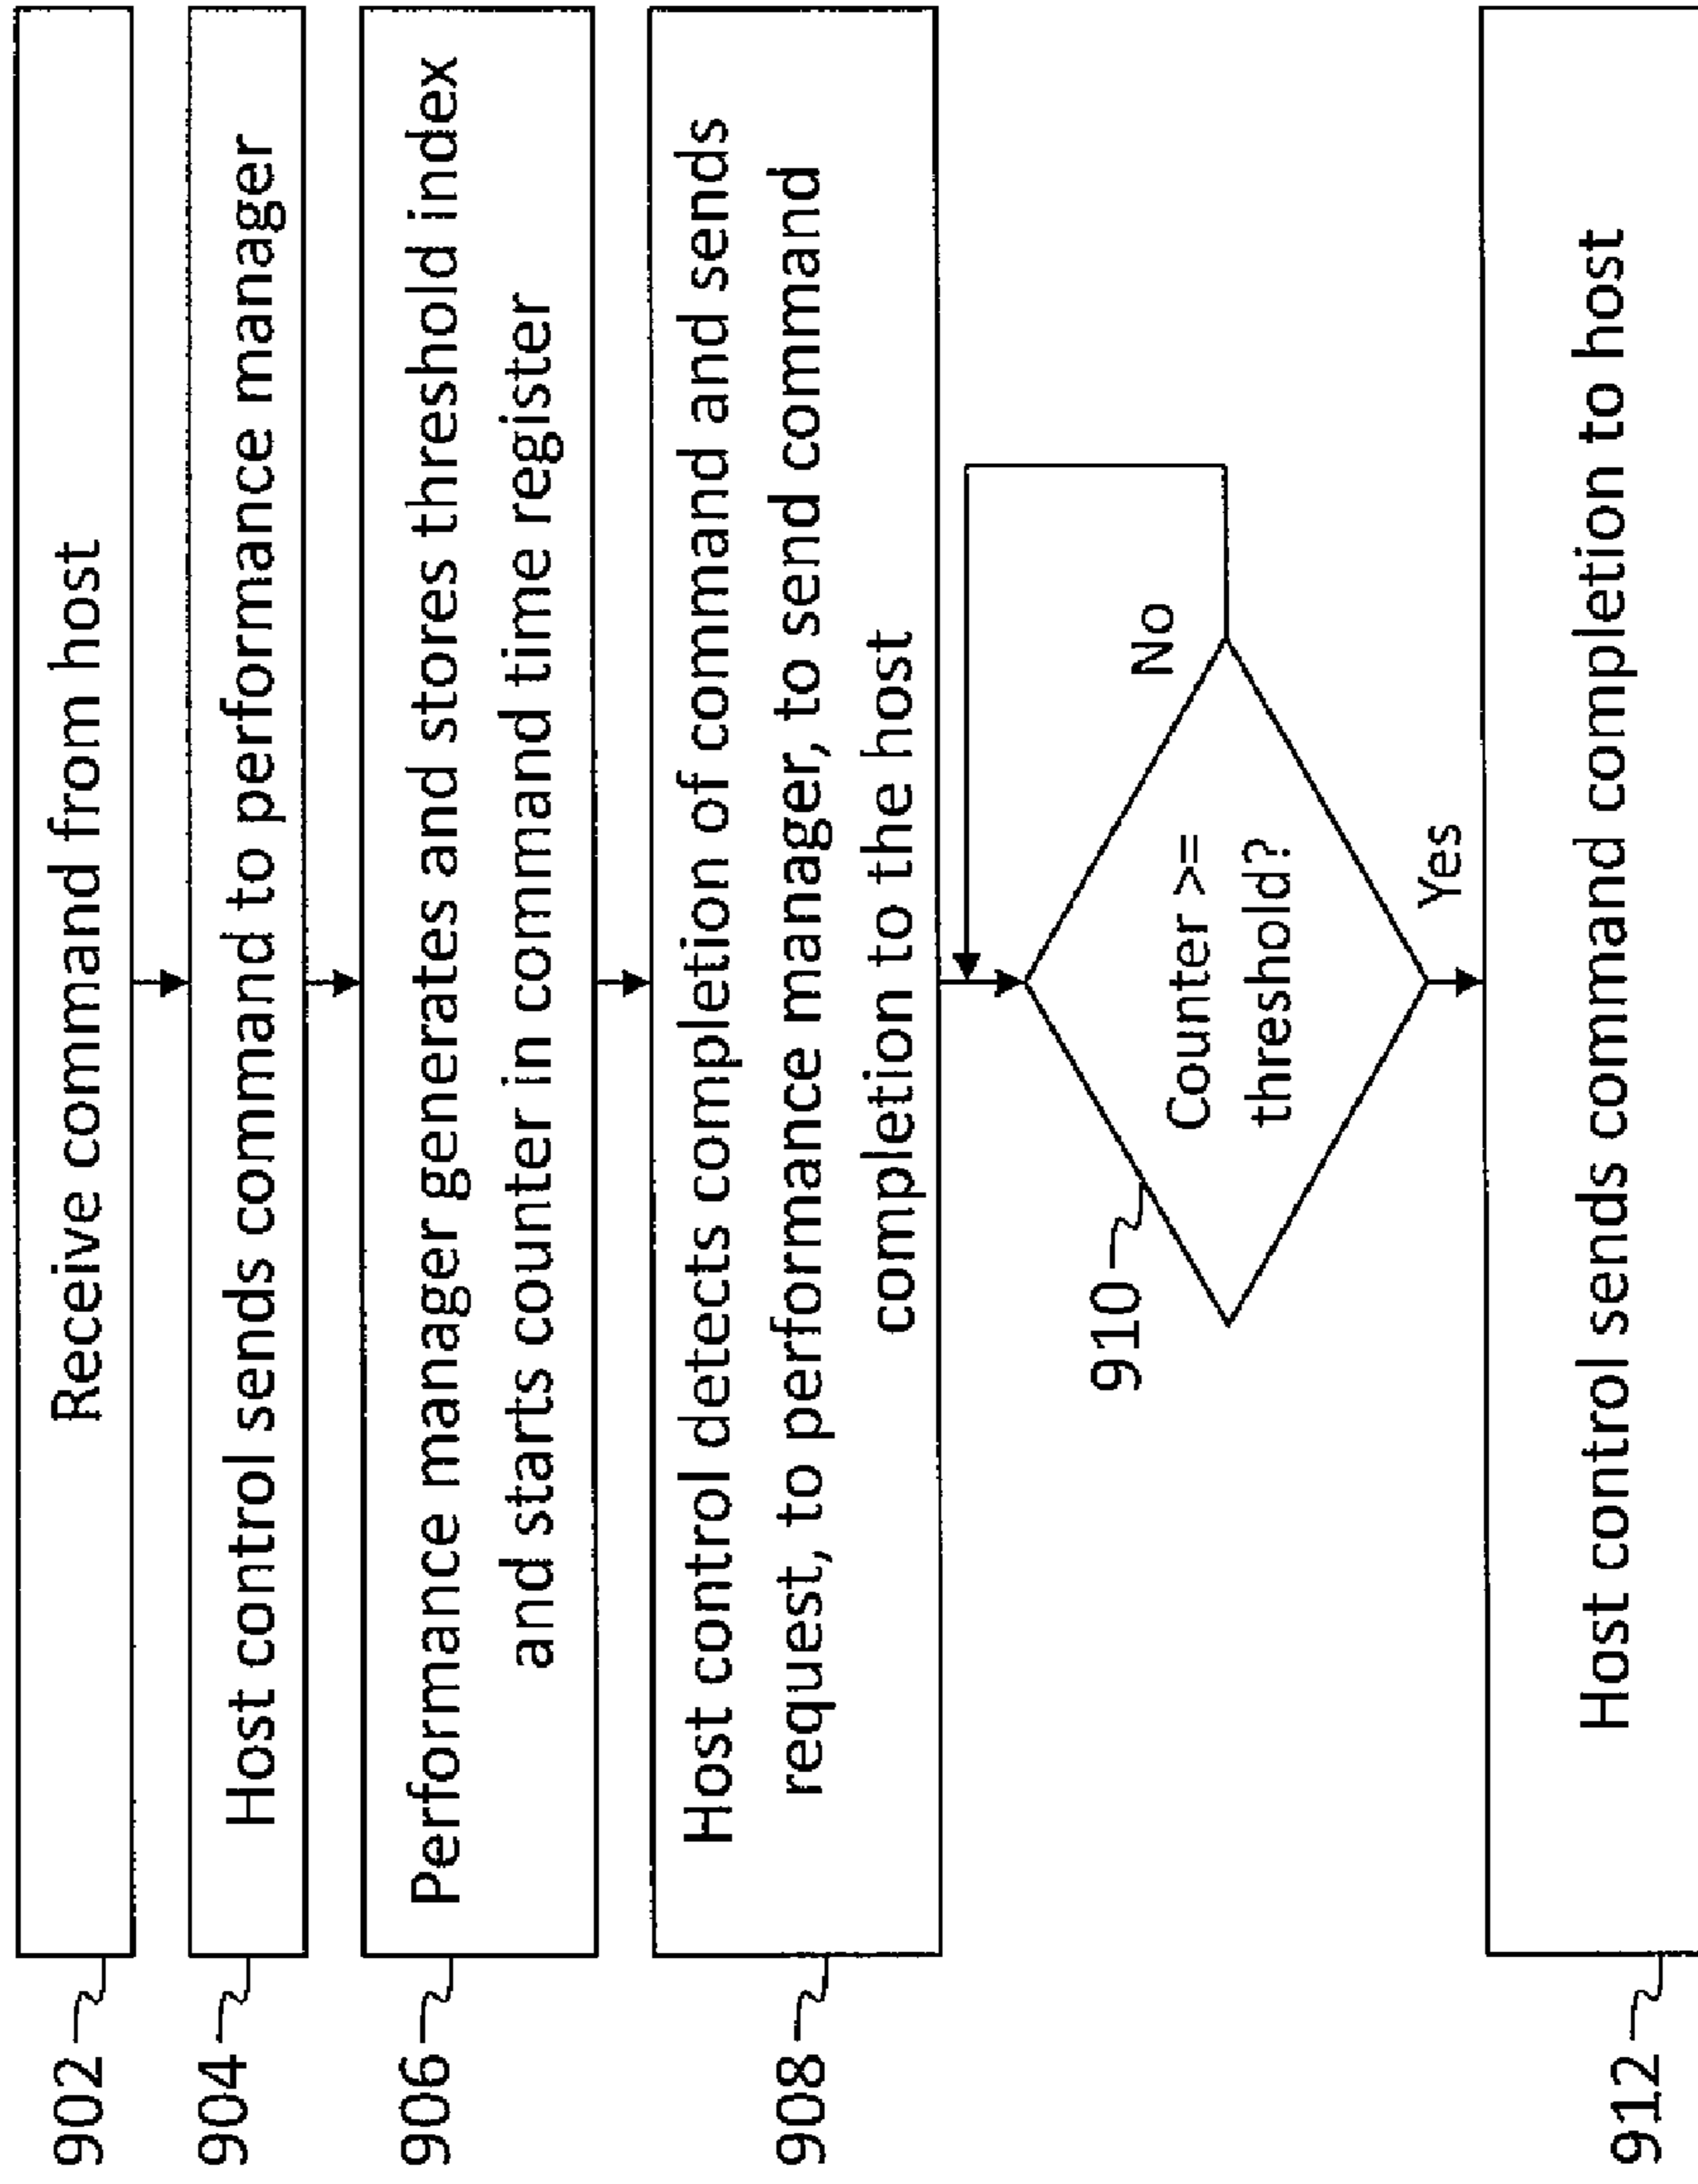 902
Receive command from host
904
Host control sends command to performance manager
906
Performance manager generates and stores threshold index
and starts counter in command time register
908
Host control detects completion of command and sends
request, to performance manager, to send command
completion to the host
910
Counter >=
threshold?
No
Yes
912
Host control sends command completion to host